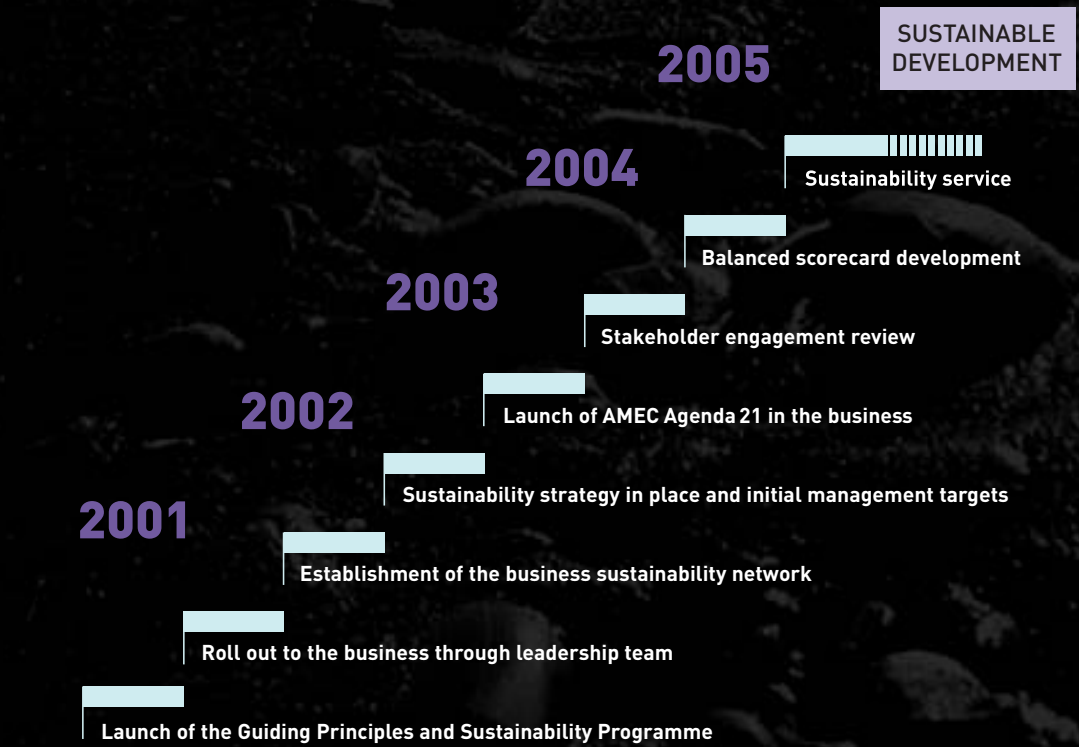 SUSTAINABLE
DEVELOPMENT
2005
Sustainability service
2004
Balanced scorecard development
2003
Stakeholder engagement review
Launch of AMEC Agenda 21 in the business
2002
Sustainability strategy in place and initial management targets
2001
Establishment of the business sustainability network
Roll out to the business through leadership team
Launch of the Guiding Principles and Sustainability Programme